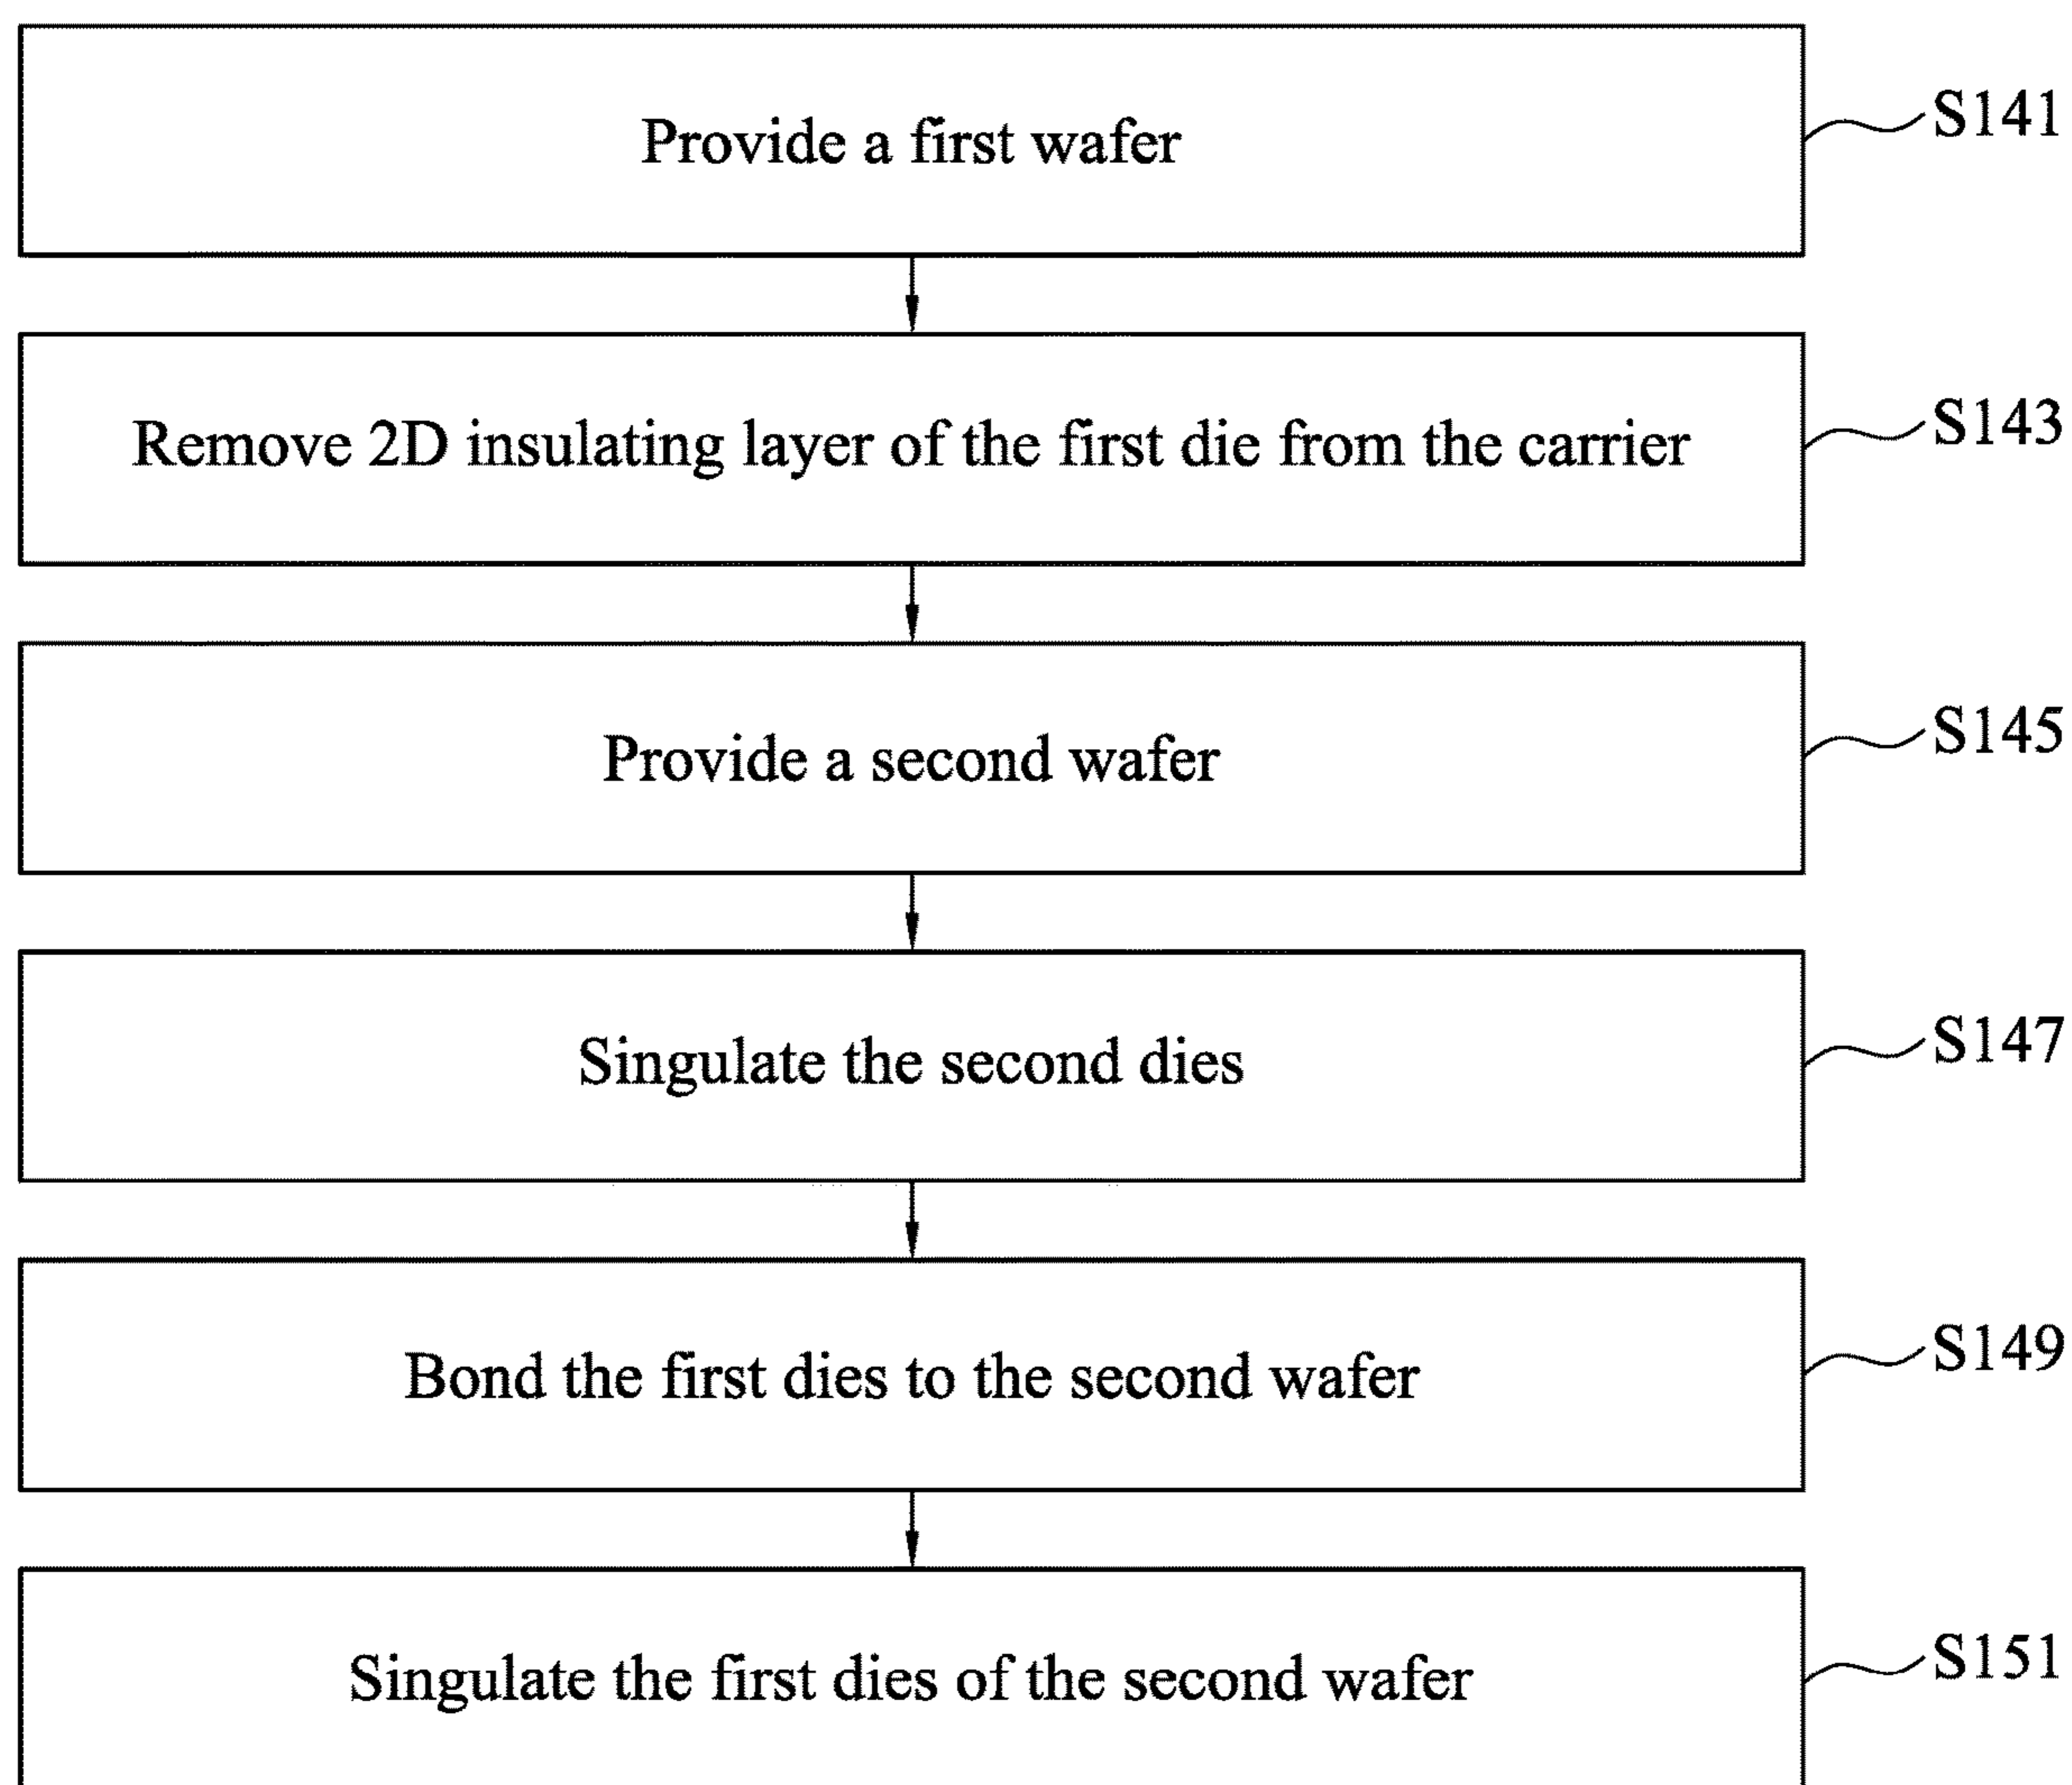 Provide a first wafer
S141
Remove 2D insulating layer of the first die from the carrier
S143
Provide a second wafer
S145
Singulate the second dies
S147
Bond the first dies to the second wafer
S149
Singulate the first dies of the second wafer
S151